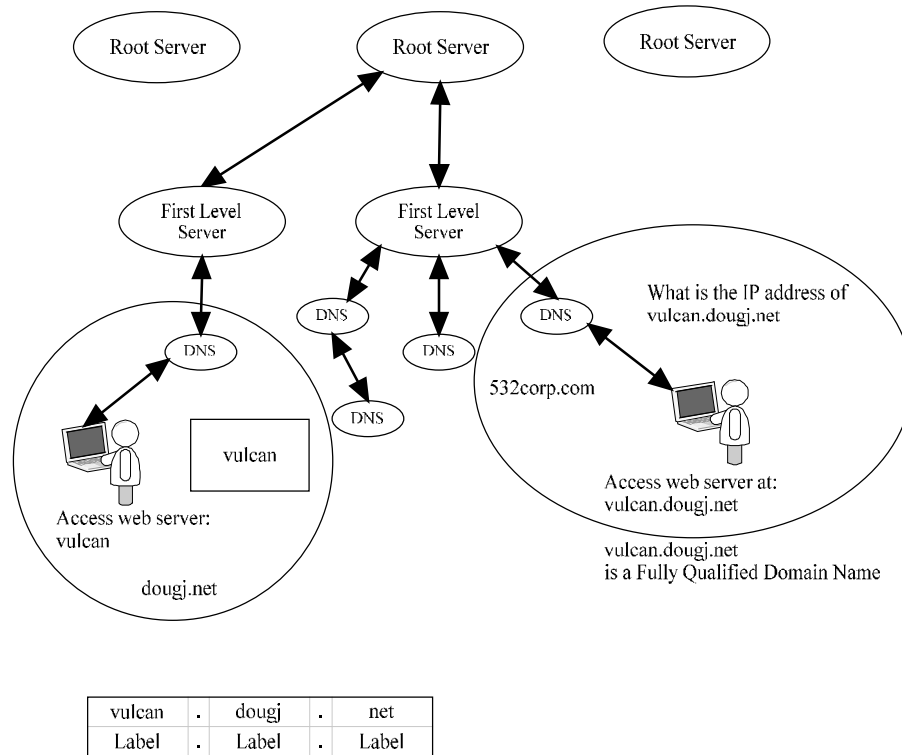 Root Server
Root Server
Root Server
First Level
Server
First Level
Server
DNS
DNS
DNS
DNS
DNS
What is the IP address of
vulcan.dougj.net
532corp.com
vulcan
Access web server:
vulcan
dougj.net
Access web server at:
vulcan.dougj.net
vulcan.dougj.net
is a Fully Qualified Domain Name
vulcan . dougj . net
Label . Label . Label